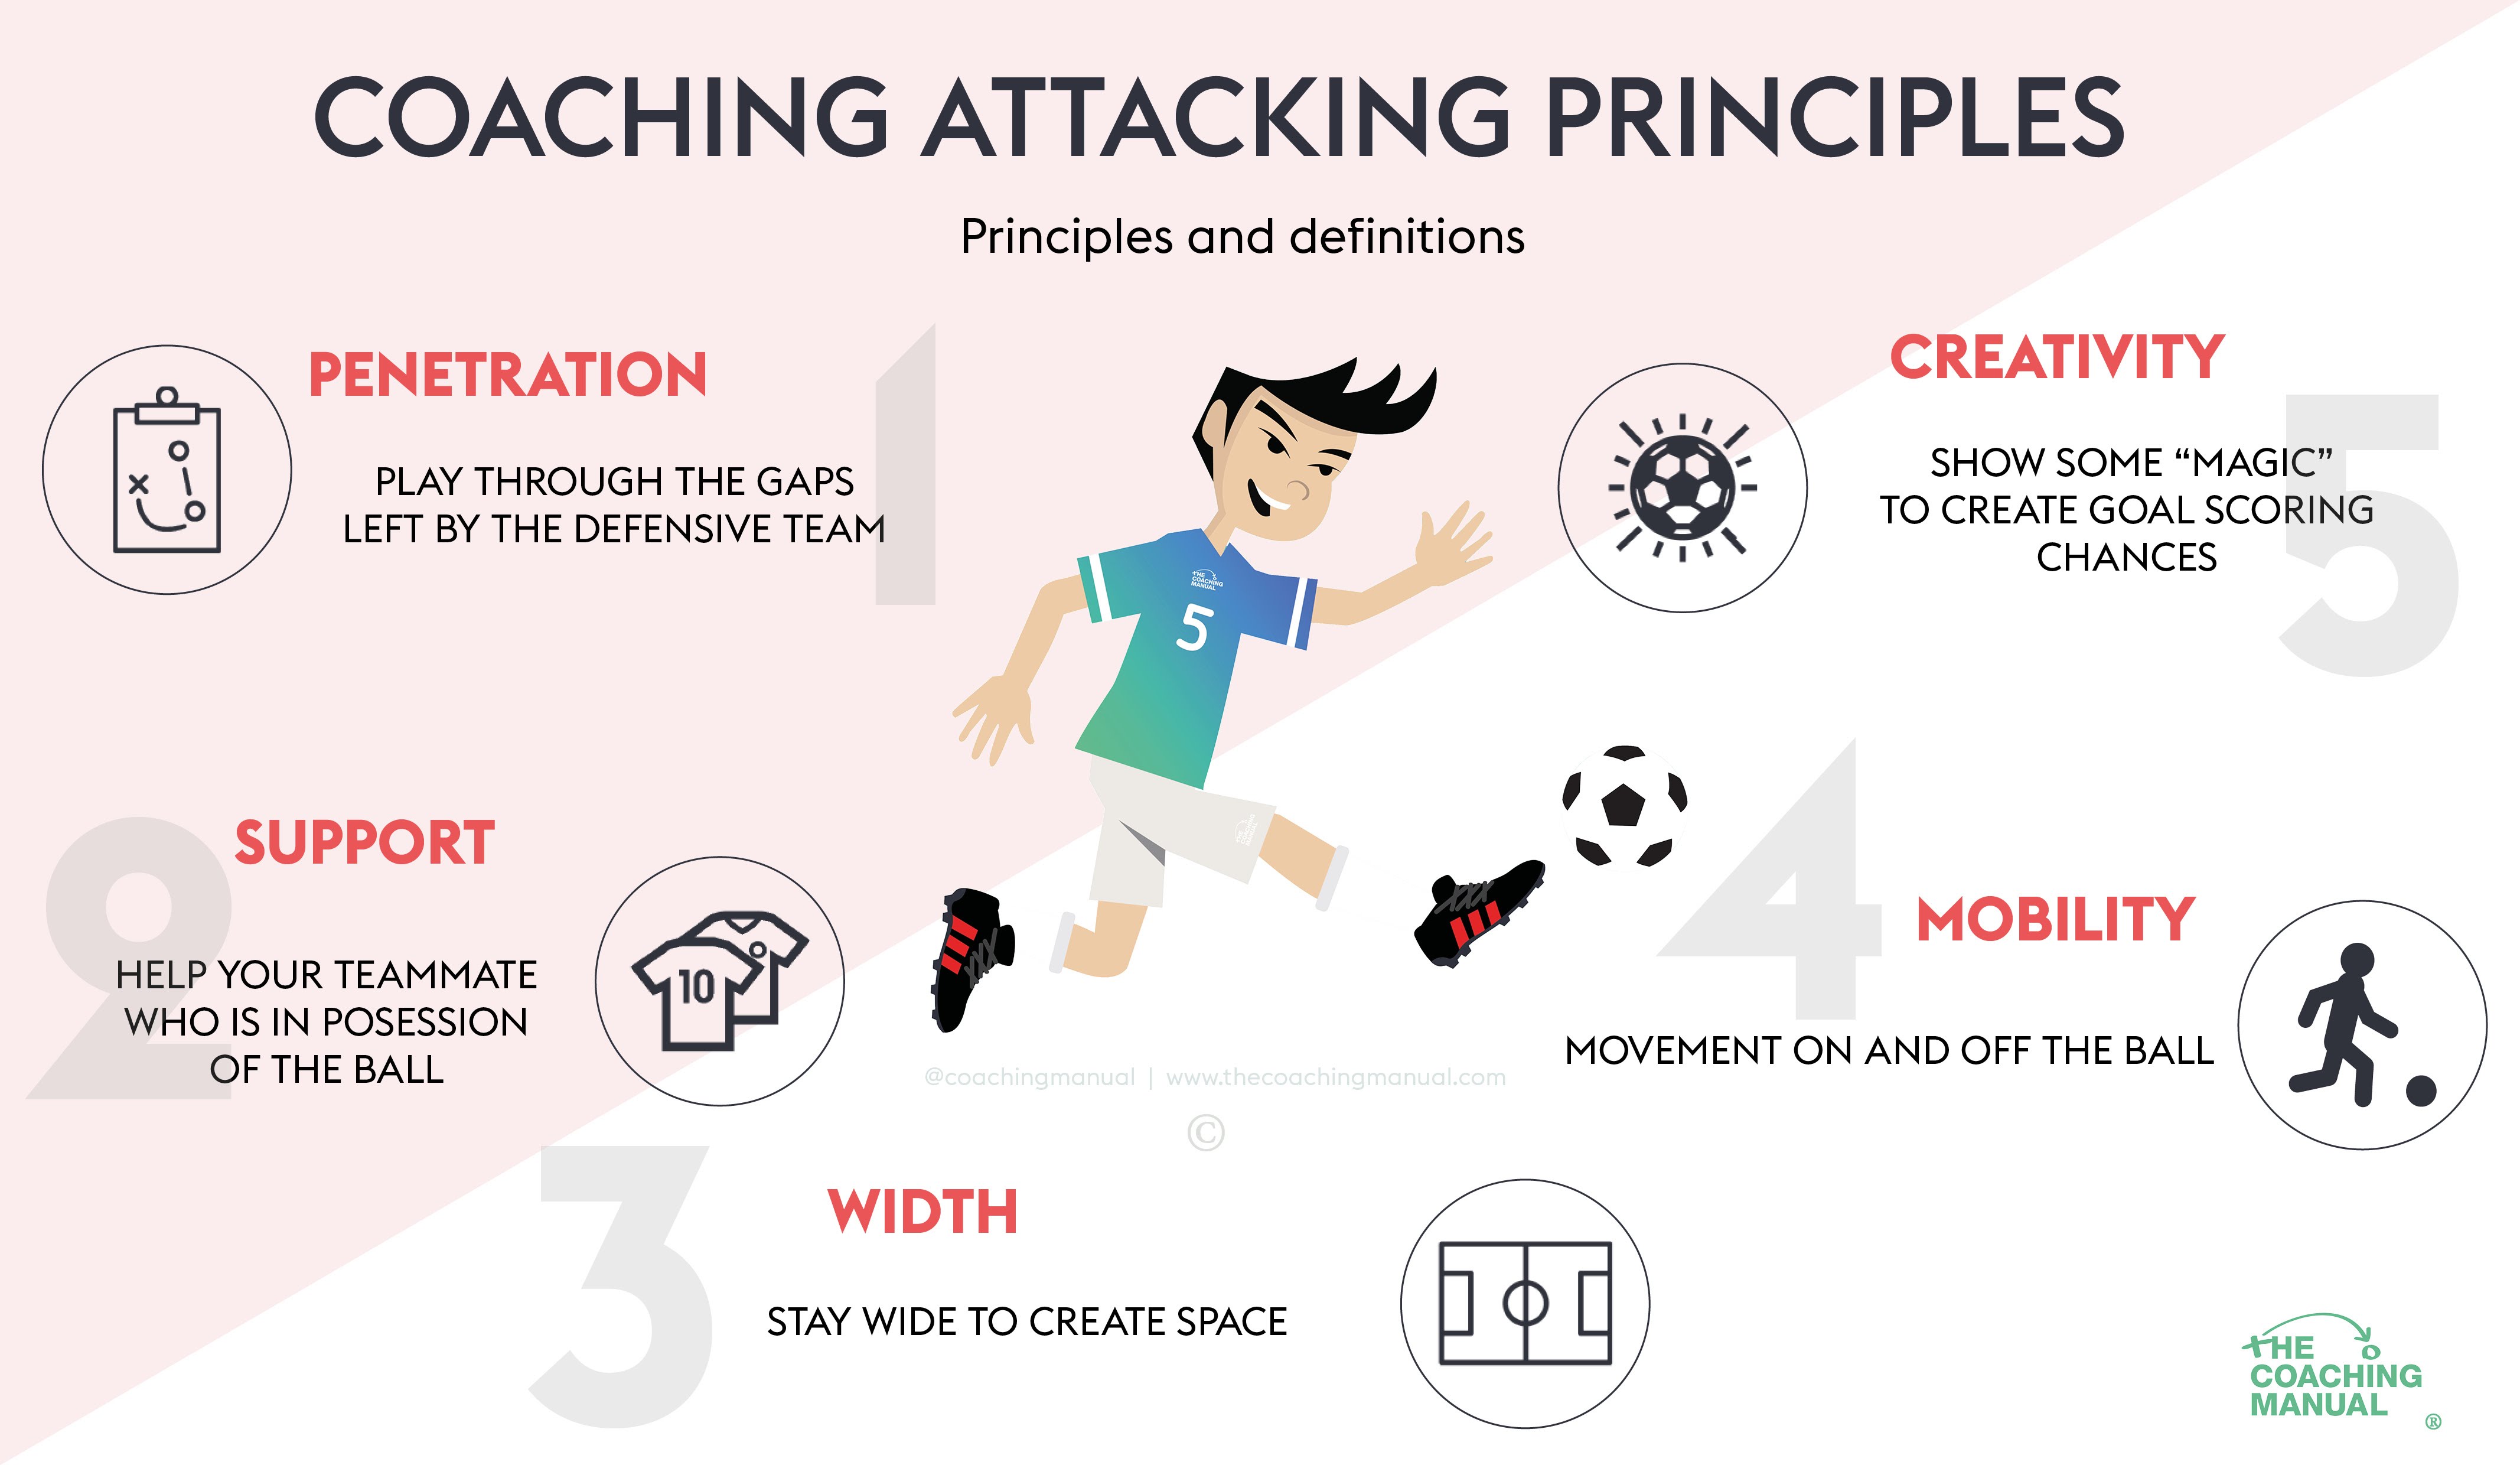 COACHING ATTACKING PRINCIPLES
Principles and definitions
1
PENETRATION
PLAY THROUGH THE GAPS
LEFT BY THE DEFENSIVE TEAM
2
SUPPORT
HELP YOUR TEAMMATE
WHO IS IN POSESSION
OF THE BALL
10
3
WIDTH
STAY WIDE TO CREATE SPACE
4
MOBILITY
MOVEMENT ON AND OFF THE BALL
5
CREATIVITY
SHOW SOME “MAGIC”
TO CREATE GOAL SCORING
CHANCES
THE
COACHING
MANUAL
5
@coachingmanual | www.thecoachingmanual.com
©
THE
COACHING
MANUAL
®